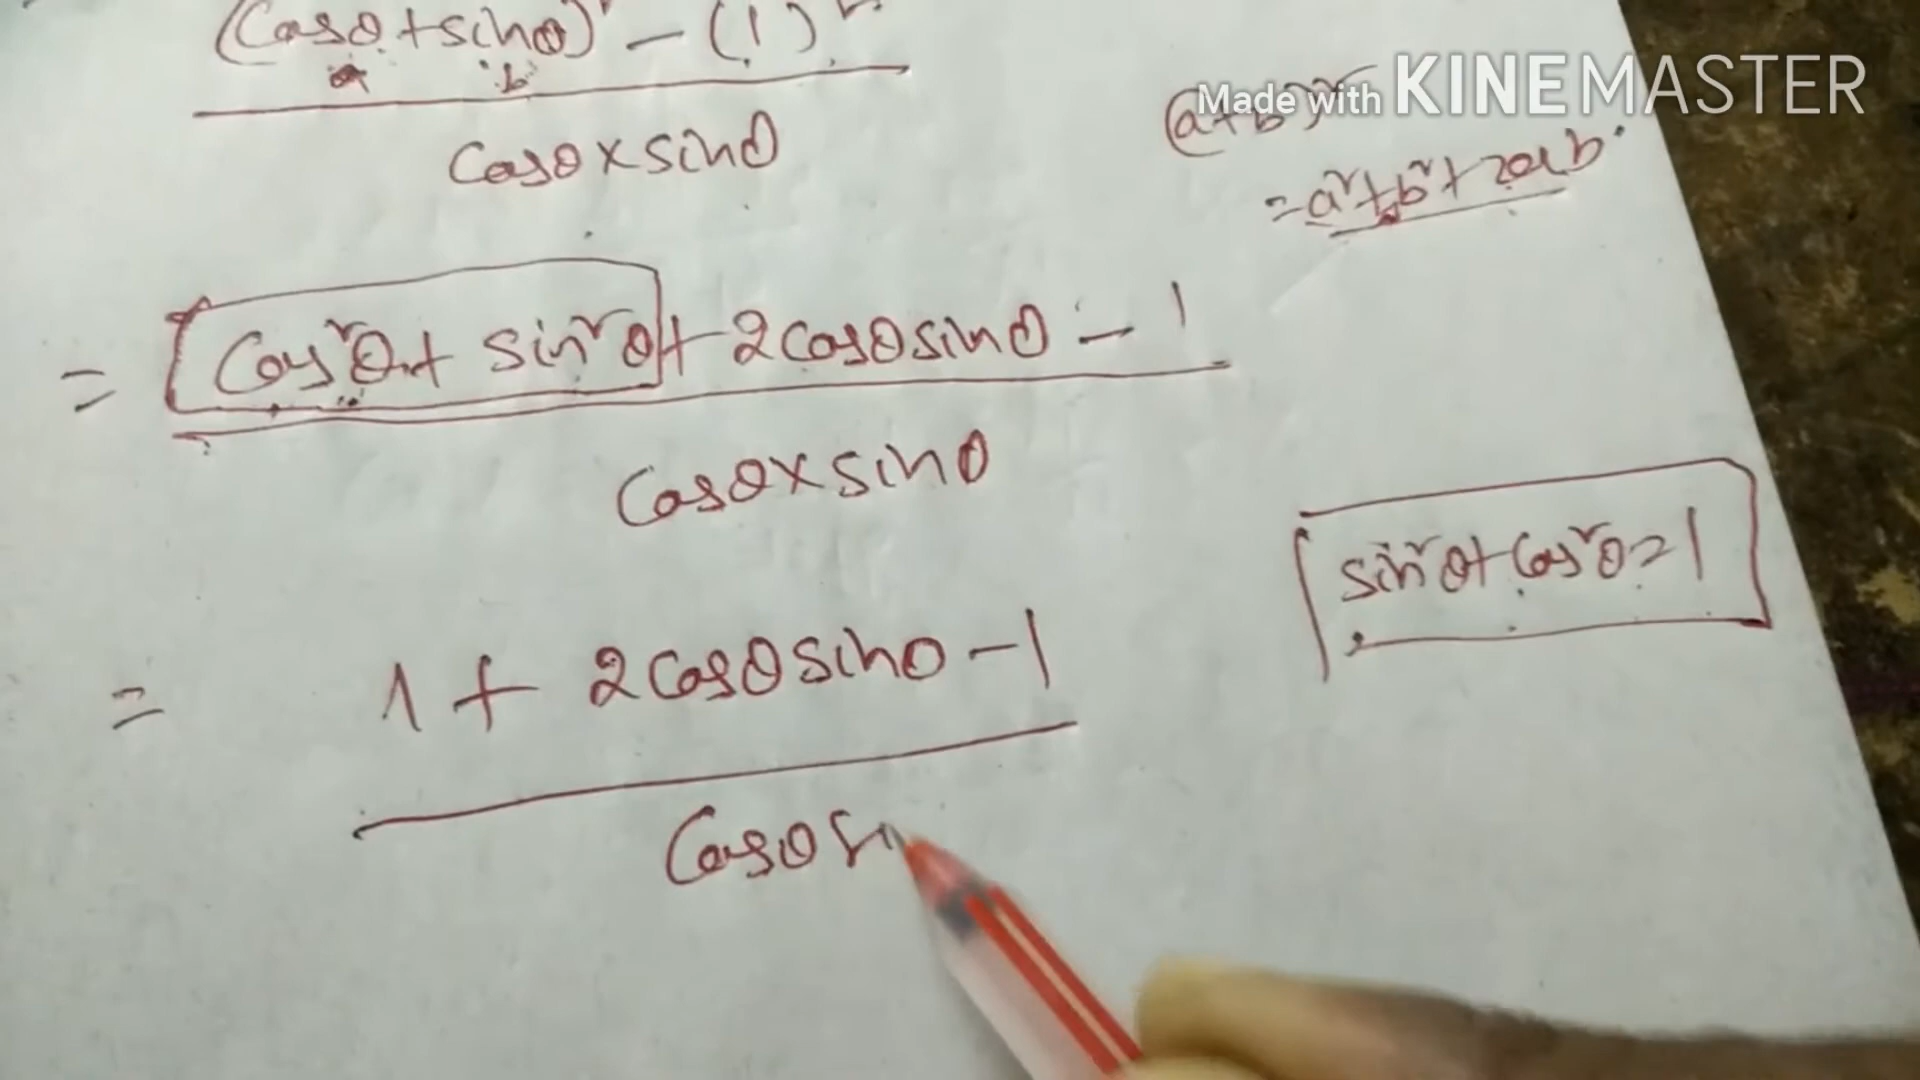 (Cosθ+sinθ)² - (1)²
a b
Cosθ×sinθ
Made with KINEMASTER
(a+b)²
=a²+b²+2ab
= Cos²θ+ sin²θ+ 2cosθsinθ - 1
Cosθ×sinθ
sin²θ+Cos²θ=1
= 1 + 2Cosθsinθ-1
Cosθ si